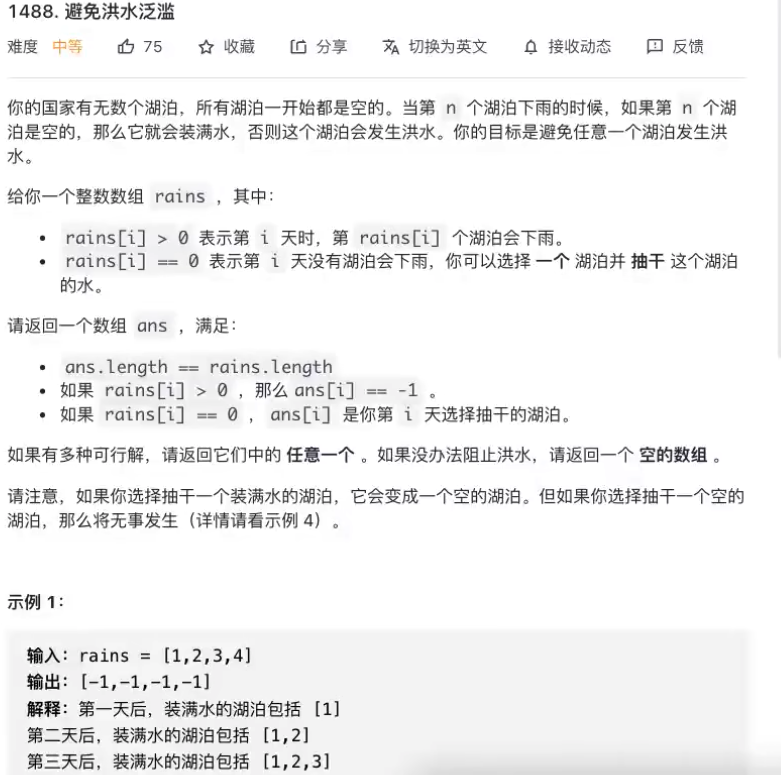 1488. 避免洪水泛滥
难度 中等 75 收藏 分享 切换为英文 接收动态 反馈
你的国家有无数个湖泊，所有湖泊一开始都是空的。当第 n 个湖泊下雨的时候，如果第 n 个湖
泊是空的，那么它就会装满水，否则这个湖泊会发生洪水。你的目标是避免任意一个湖泊发生洪
水。
给你一个整数数组 rains ，其中：
• rains[i] > 0 表示第 i 天时，第 rains[i] 个湖泊会下雨。
• rains[i] == 0 表示第 i 天没有湖泊会下雨，你可以选择 一个 湖泊并 抽干 这个湖泊
的水。
请返回一个数组 ans ，满足：
• ans.length == rains.length
• 如果 rains[i] > 0 ，那么 ans[i] == -1 。
• 如果 rains[i] == 0 ，ans[i] 是你第 i 天选择抽干的湖泊。
如果有多种可行解，请返回它们中的 任意一个 。如果没办法阻止洪水，请返回一个 空的数组 。
请注意，如果你选择抽干一个装满水的湖泊，它会变成一个空的湖泊。但如果你选择抽干一个空的
湖泊，那么将无事发生（详情请看示例 4）。
示例 1：
输入：rains = [1,2,3,4]
输出：[-1,-1,-1,-1]
解释：第一天后，装满水的湖泊包括 [1]
第二天后，装满水的湖泊包括 [1,2]
第三天后，装满水的湖泊包括 [1,2,3]